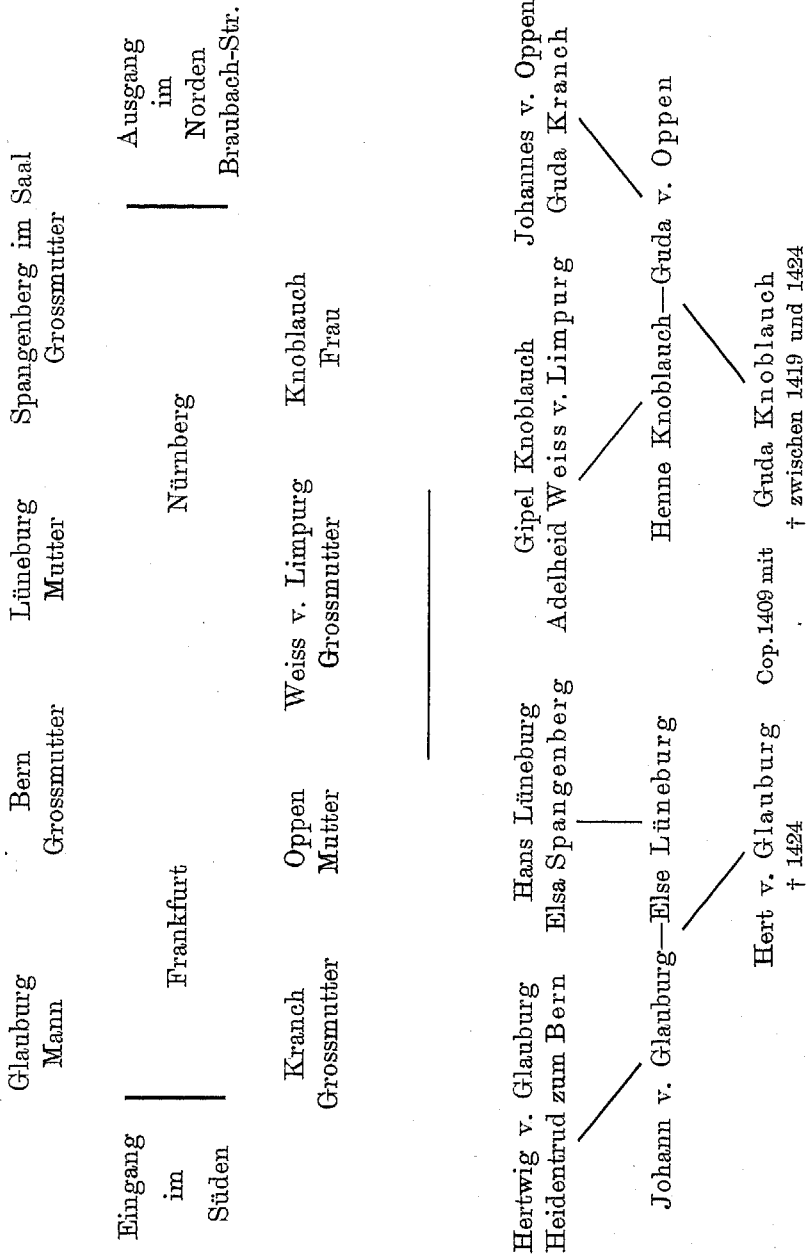 Glauburg
Mann
Bern
Grossmutter
Lüneburg
Mutter
Spangenberg im Saal
Grossmutter
Eingang
im
Süden
Frankfurt
Nürnberg
Ausgang
im
Norden
Braubach-Str.
Kranch
Grossmutter
Oppen
Mutter
Weiss v. Limpurg
Grossmutter
Knoblauch
Frau
Hertwig v. Glauburg
Heidentrud zum Bern
Hans Lüneburg
Elsa Spangenberg
Gipel Knoblauch
Adelheid Weiss v. Limpurg
Johannes v. Oppen
Guda Kranch
Johann v. Glauburg—Else Lüneburg
Henne Knoblauch—Guda v. Oppen
Hert v. Glauburg
† 1424
Cop. 1409 mit
Guda Knoblauch
† zwischen 1419 und 1424